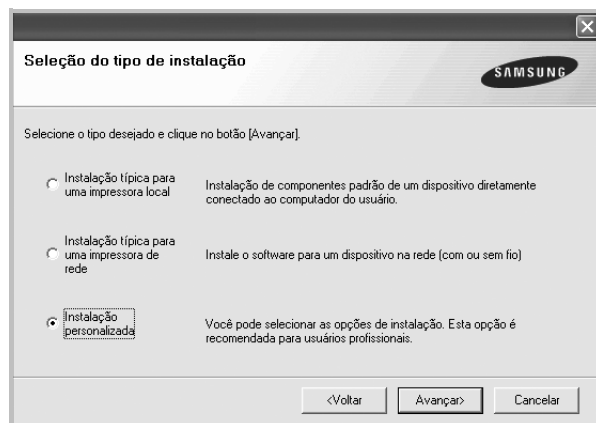 Seleção do tipo de instalação
SAMSUNG
Selecione o tipo desejado e clique no botão [Avançar].
Instalação típica para
uma impressora local
Instalação de componentes padrão de um dispositivo diretamente
conectado ao computador do usuário.
Instalação típica para
uma impressora de
rede
Instale o software para um dispositivo na rede (com ou sem fio)
Instalação
personalizada
Você pode selecionar as opções de instalação. Esta opção é
recomendada para usuários profissionais.
<Voltar
Avançar>
Cancelar